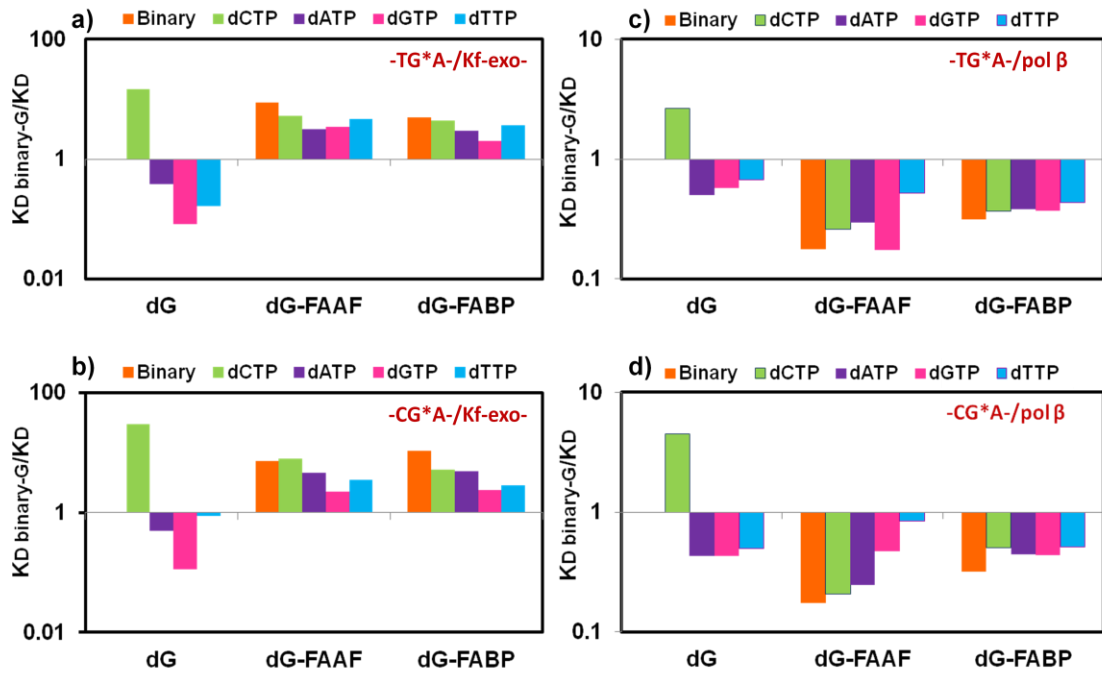 a)
Binary dCTP dATP dGTP dTTP
-TG*A-/Kf-exo-
KD binary-G/KD
100
1
0.01
dG dG-FAAF dG-FABP
c)
Binary dCTP dATP dGTP dTTP
-TG*A-/pol β
KD binary-G/KD
10
1
0.1
dG dG-FAAF dG-FABP
b)
Binary dCTP dATP dGTP dTTP
-CG*A-/Kf-exo-
KD binary-G/KD
100
1
0.01
dG dG-FAAF dG-FABP
d)
Binary dCTP dATP dGTP dTTP
-CG*A-/pol β
KD binary-G/KD
10
1
0.1
dG dG-FAAF dG-FABP